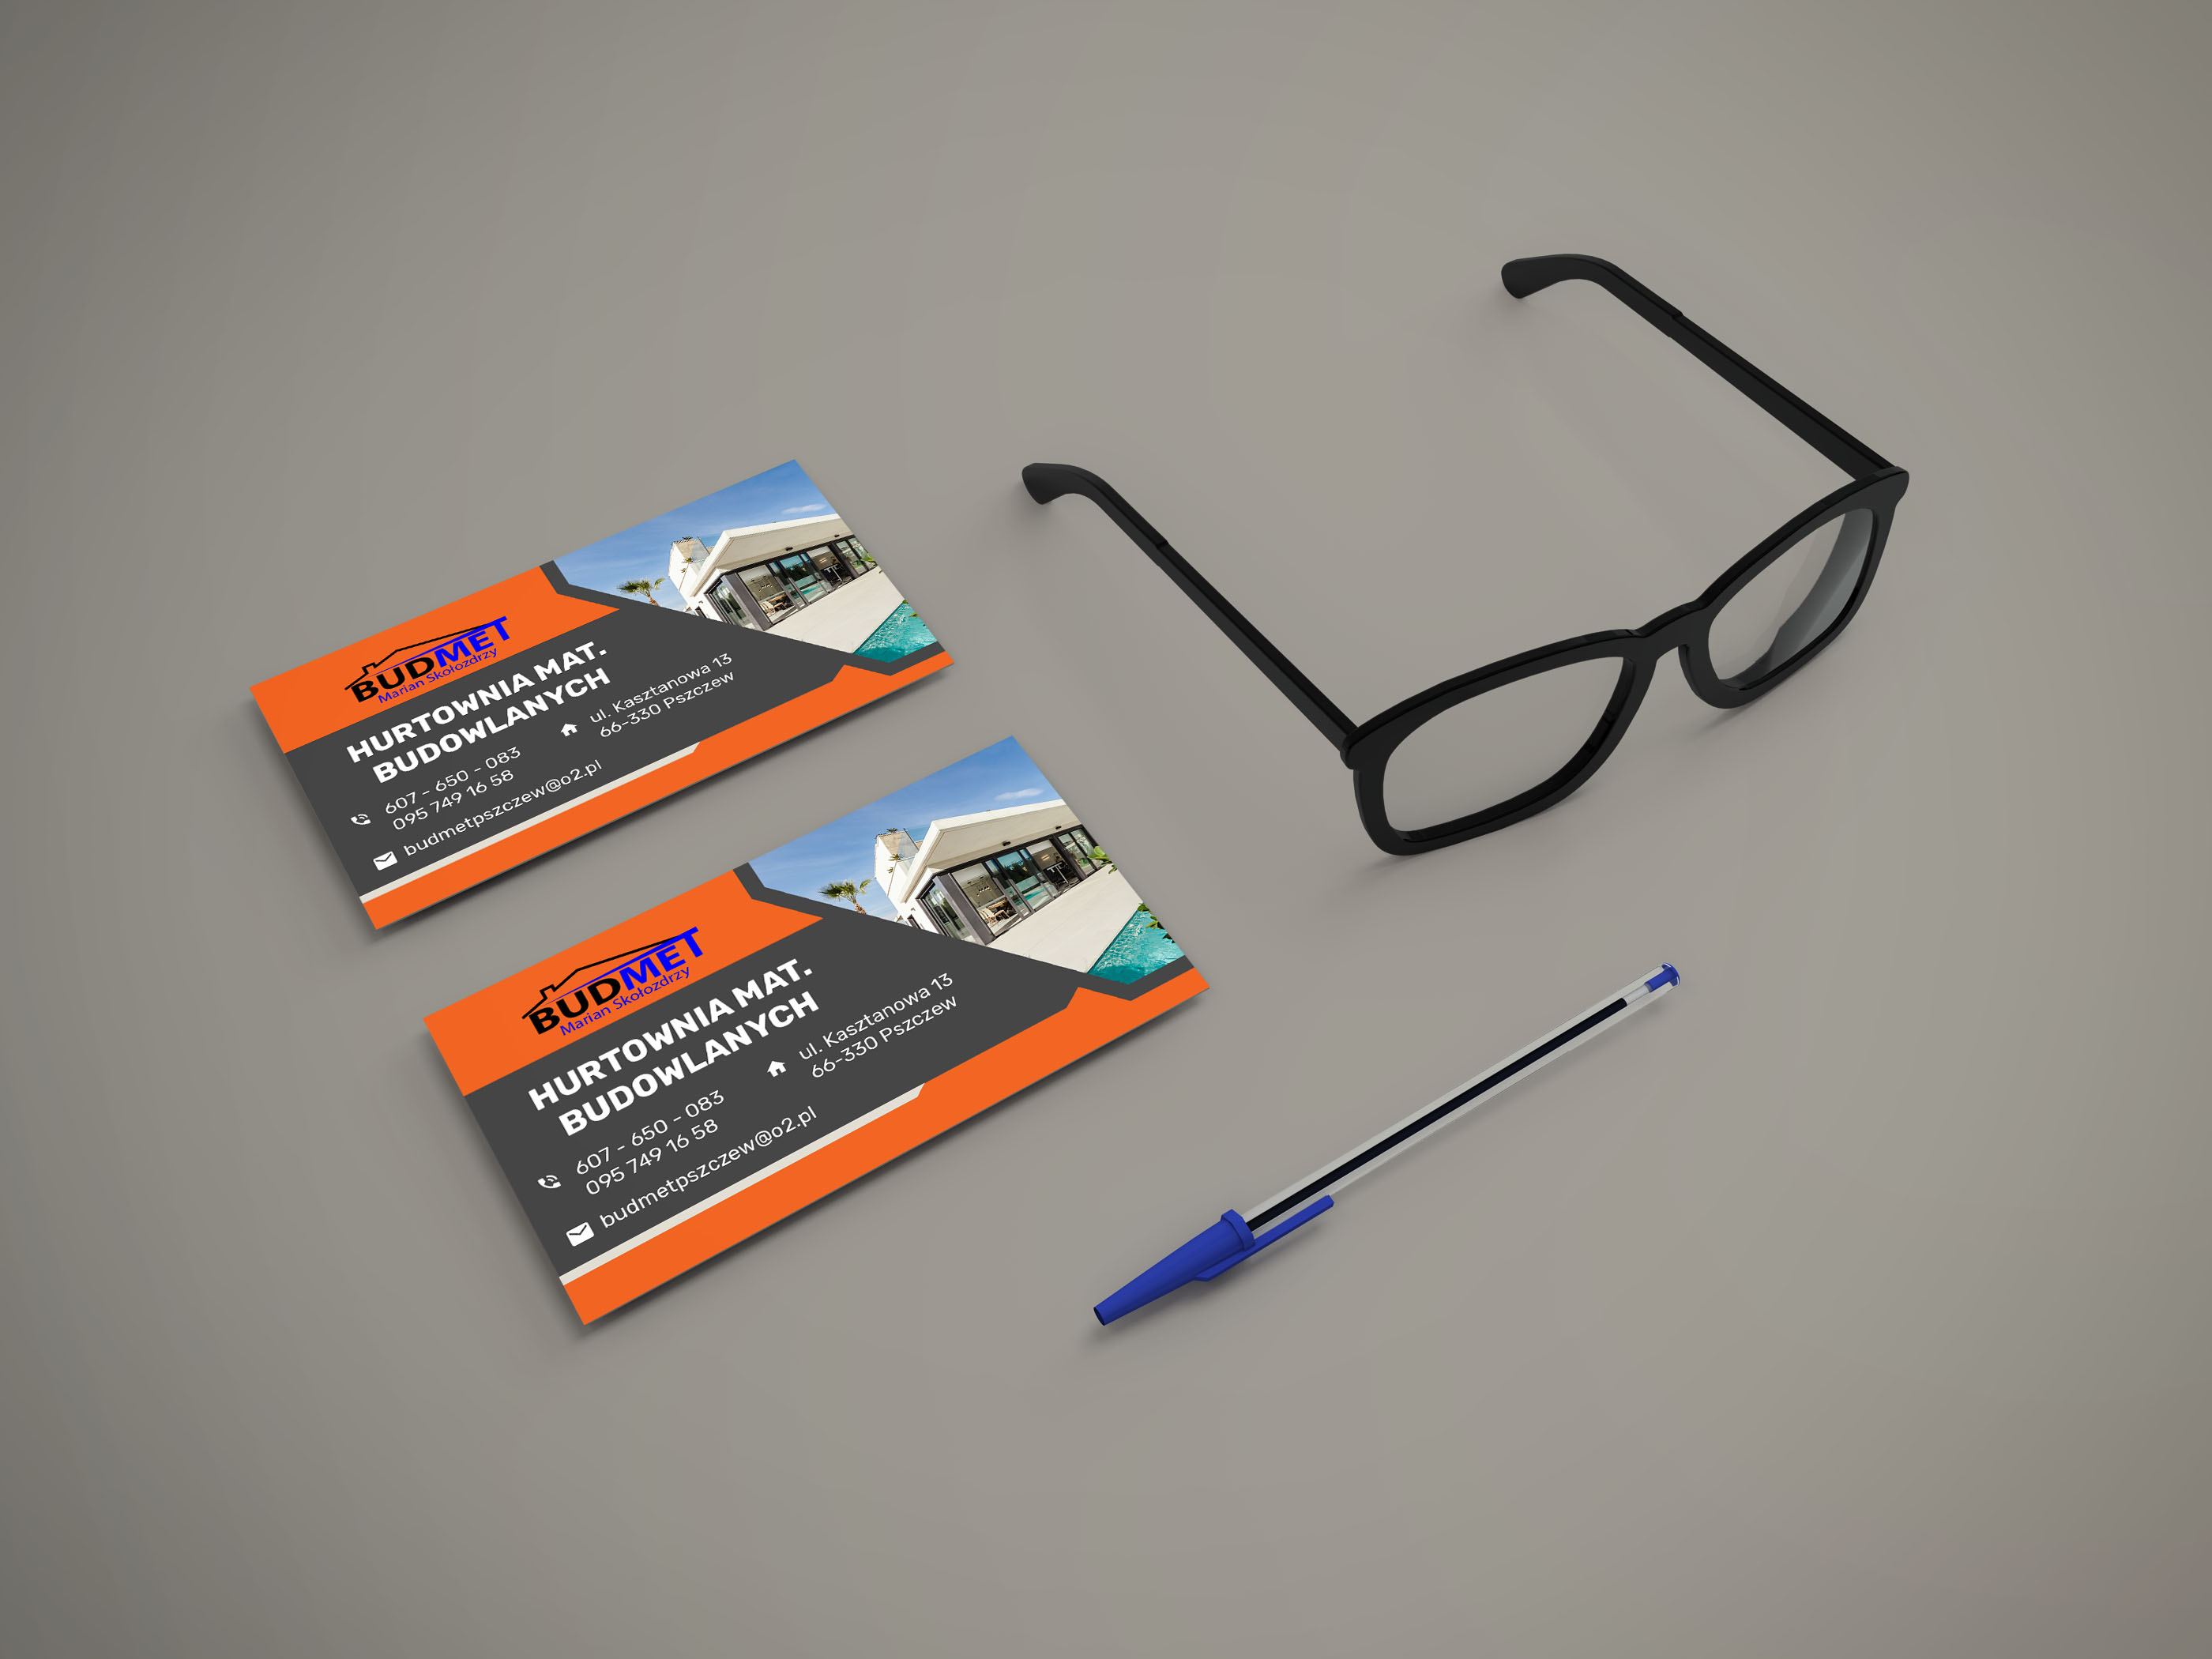 BUDMET
Marian Skołozdrzy
HURTOWNIA MAT.
BUDOWLANYCH
607 - 650 - 083
095 749 16 58
budmetpszczew@o2.pl
ul. Kasztanowa 13
66-330 Pszczew
BUDMET
Marian Skołozdrzy
HURTOWNIA MAT.
BUDOWLANYCH
607 - 650 - 083
095 749 16 58
budmetpszczew@o2.pl
ul. Kasztanowa 13
66-330 Pszczew